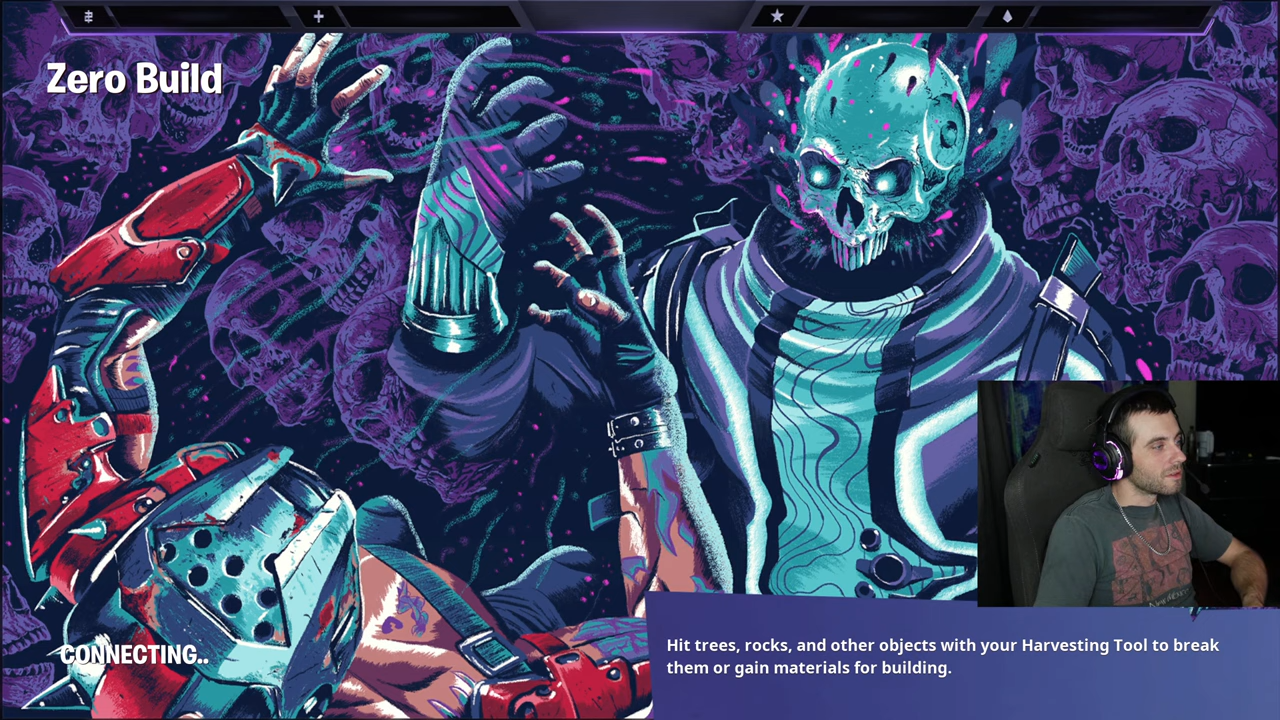 Zero Build
CONNECTING..
Hit trees, rocks, and other objects with your Harvesting Tool to break
them or gain materials for building.